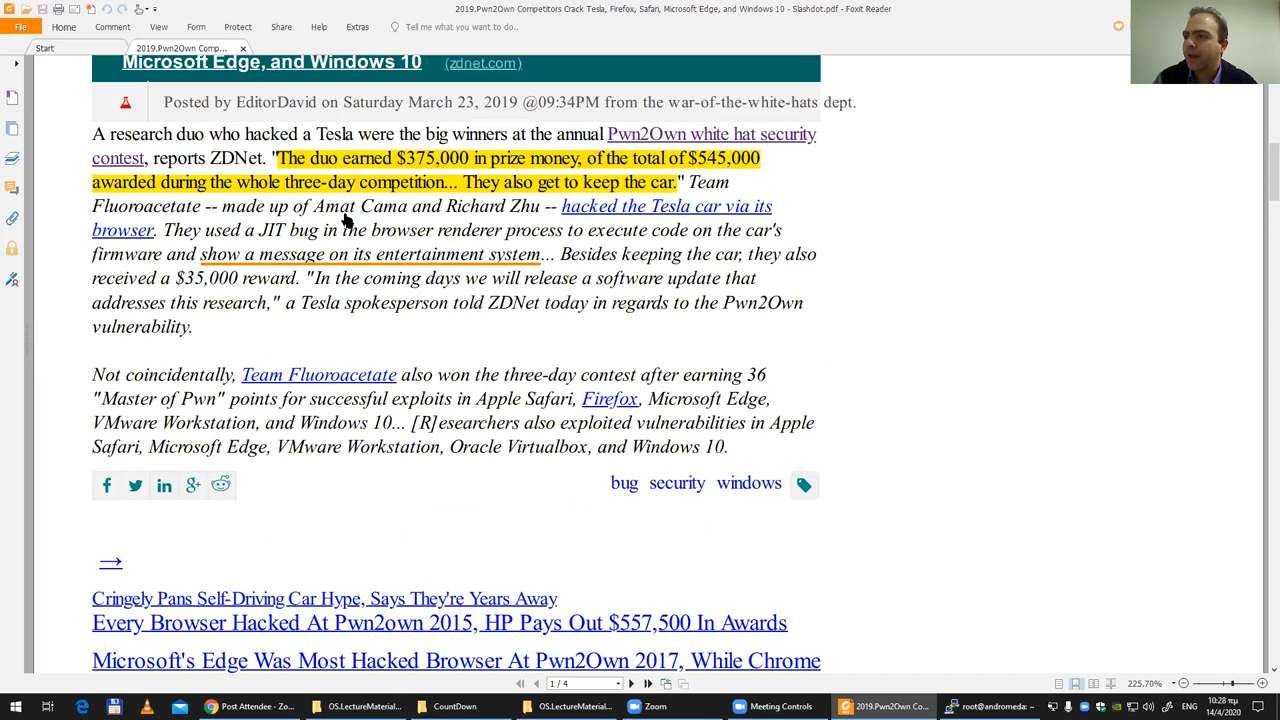 2019.Pwn2Own Competitors Crack Tesla, Firefox, Safari, Microsoft Edge, and Windows 10 - Slashdot.pdf - Foxit Reader
File Home Comment View Form Protect Share Help Extras Tell me what you want to do..
Start 2019.Pwn2Own Comp...
Microsoft Edge, and Windows 10 (zdnet.com)
Posted by EditorDavid on Saturday March 23, 2019 @09:34PM from the war-of-the-white-hats dept.
A research duo who hacked a Tesla were the big winners at the annual Pwn2Own white hat security
contest, reports ZDNet. "The duo earned $375,000 in prize money, of the total of $545,000
awarded during the whole three-day competition... They also get to keep the car." Team
Fluoroacetate -- made up of Amat Cama and Richard Zhu -- hacked the Tesla car via its
browser. They used a JIT bug in the browser renderer process to execute code on the car's
firmware and show a message on its entertainment system... Besides keeping the car, they also
received a $35,000 reward. "In the coming days we will release a software update that
addresses this research," a Tesla spokesperson told ZDNet today in regards to the Pwn2Own
vulnerability.
Not coincidentally, Team Fluoroacetate also won the three-day contest after earning 36
"Master of Pwn" points for successful exploits in Apple Safari, Firefox, Microsoft Edge,
VMware Workstation, and Windows 10... [R]esearchers also exploited vulnerabilities in Apple
Safari, Microsoft Edge, VMware Workstation, Oracle Virtualbox, and Windows 10.
bug security windows
→
Cringely Pans Self-Driving Car Hype, Says They're Years Away
Every Browser Hacked At Pwn2own 2015, HP Pays Out $557,500 In Awards
Microsoft's Edge Was Most Hacked Browser At Pwn2Own 2017, While Chrome
1 / 4
225.70%
Post Attendee - Zo... OS.LectureMaterial... CountDown OS.LectureMaterial... Zoom Meeting Controls 2019.Pwn2Own Co... root@andromeda: ~
ENG
10:28 πμ
14/4/2020